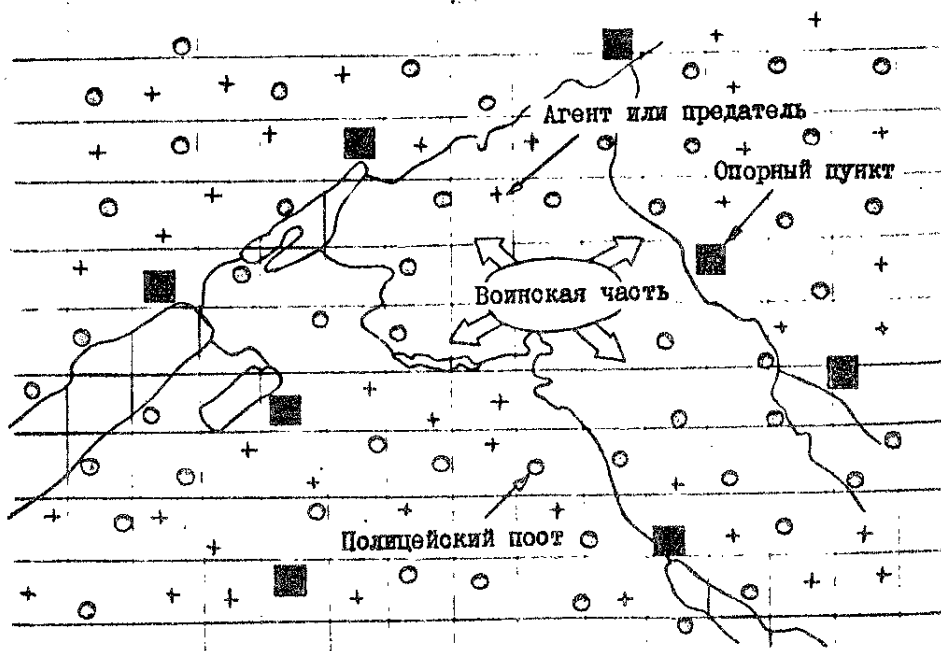 Агент или предатель
Опорный пункт
Воинская часть
Полицейский пост